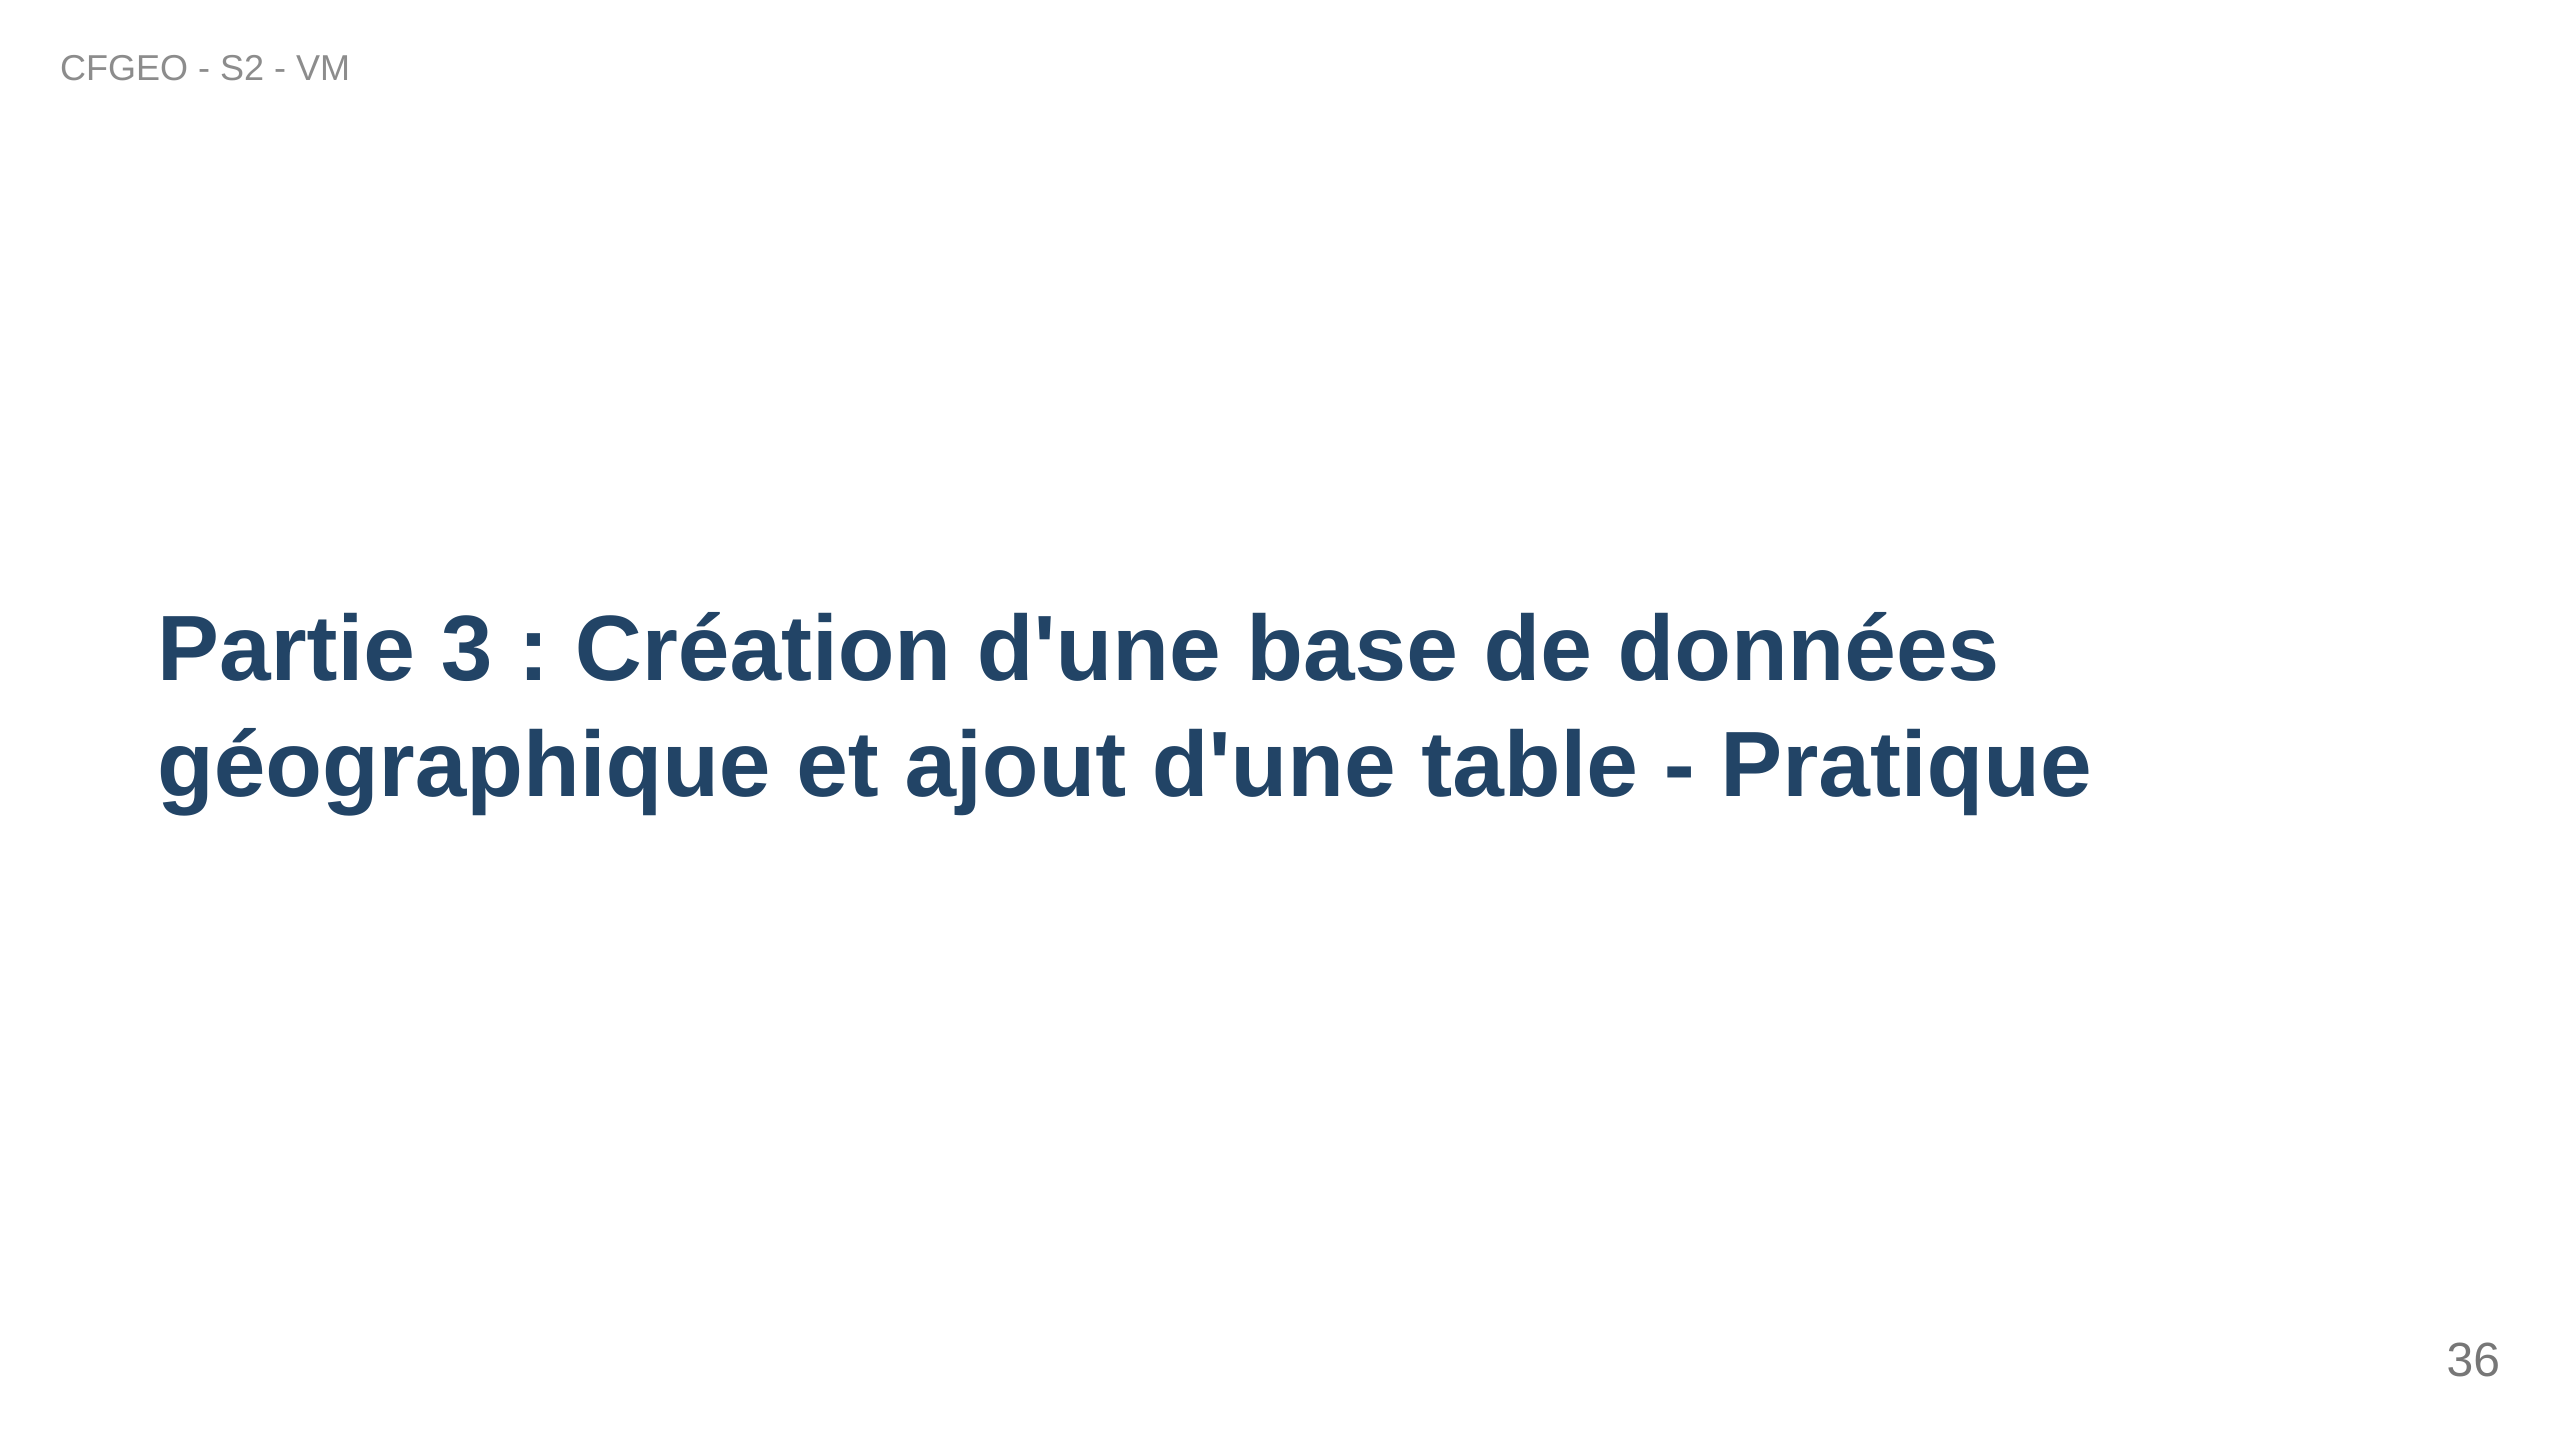 CFGEO - S2 - VM
Partie 3 : Création d'une base de données
géographique et ajout d'une table - Pratique
36